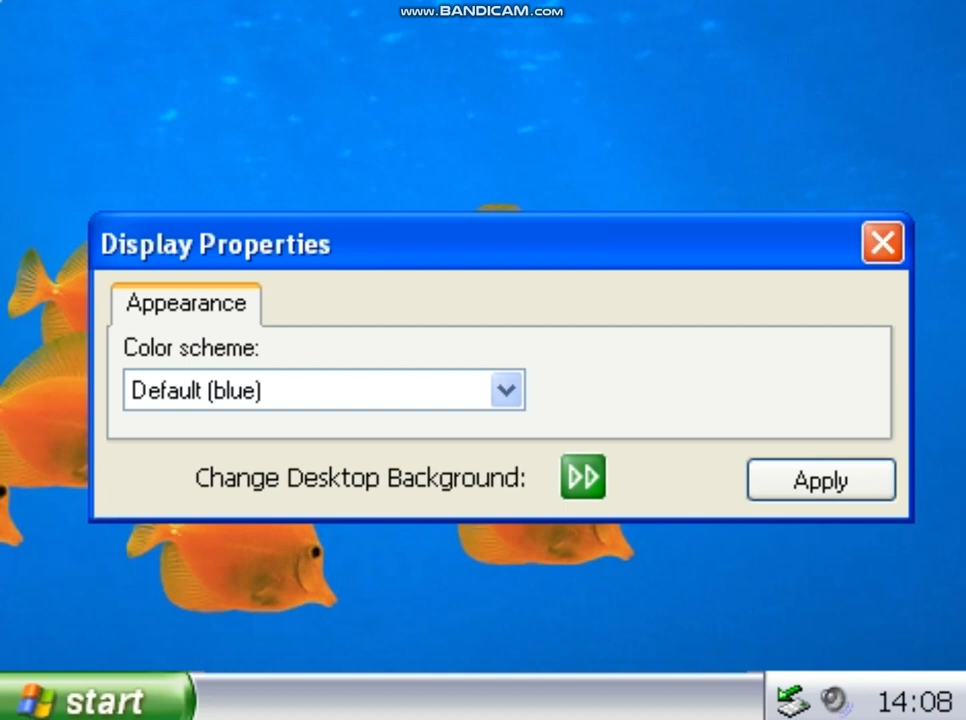 www.BANDICAM.com
Display Properties
Appearance
Color scheme:
Default (blue)
Change Desktop Background:
Apply
start
14:08